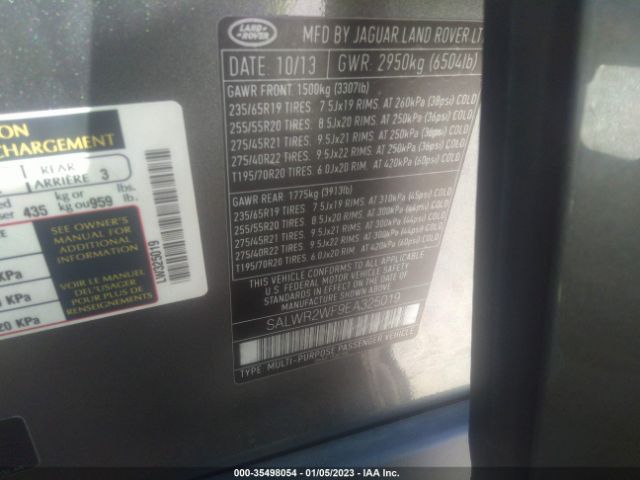 LAND
ROVER
MFD BY JAGUAR LAND ROVER LT
DATE: 10/13 GWR: 2950kg (6504lb)
GAWR FRONT 1500kg (3307lb)
235/65R19 TIRES 7.5Jx19 RIMS. AT 260kPa (38psi) COLD
255/55R20 TIRES 8.5Jx20 RIMS. AT 250kPa (36psi) COLD
275/45R21 TIRES 9.5Jx21 RIMS. AT 250kPa (36psi) COLD
275/40R22 TIRES 9.5Jx22 RIMS. AT 250kPa (36psi) COLD
T195/70R20 TIRES 6.0Jx20 RIM. AT 420kPa (60psi) COLD
GAWR REAR 1775kg (3913lb)
235/65R19 TIRES 7.5Jx19 RIMS. AT 310kPa (45psi) COLD
255/55R20 TIRES 8.5Jx20 RIMS. AT 300kPa (44psi) COLD
275/45R21 TIRES 9.5Jx21 RIMS. AT 300kPa (44psi) COLD
275/40R22 TIRES 9.5Jx22 RIMS. AT 300kPa (44psi) COLD
T195/70R20 TIRES 6.0Jx20 RIM. AT 420kPa (60psi) COLD
THIS VEHICLE CONFORMS TO ALL APPLICABLE
U.S. FEDERAL MOTOR VEHICLE SAFETY AND
THEFT PREVENTION STANDARDS IN EFFECT ON
THE DATE OF MANUFACTURE SHOWN ABOVE
SALWR2WF9EA325019
TYPE: MULTI-PURPOSE PASSENGER VEHICLE
ON
CHARGEMENT
1 REAR 3
ARRIÈRE
ser 435 kg or kg ou 959 lbs. lb.
SEE OWNER'S
MANUAL FOR
ADDITIONAL
INFORMATION
VOIR LE MANUEL
DE L'USAGER
POUR PLUS DE
RENSEIGNEMENTS
KPa
KPa
20 KPa
LW325019
000-35498054 - 01/05/2023 - IAA Inc.